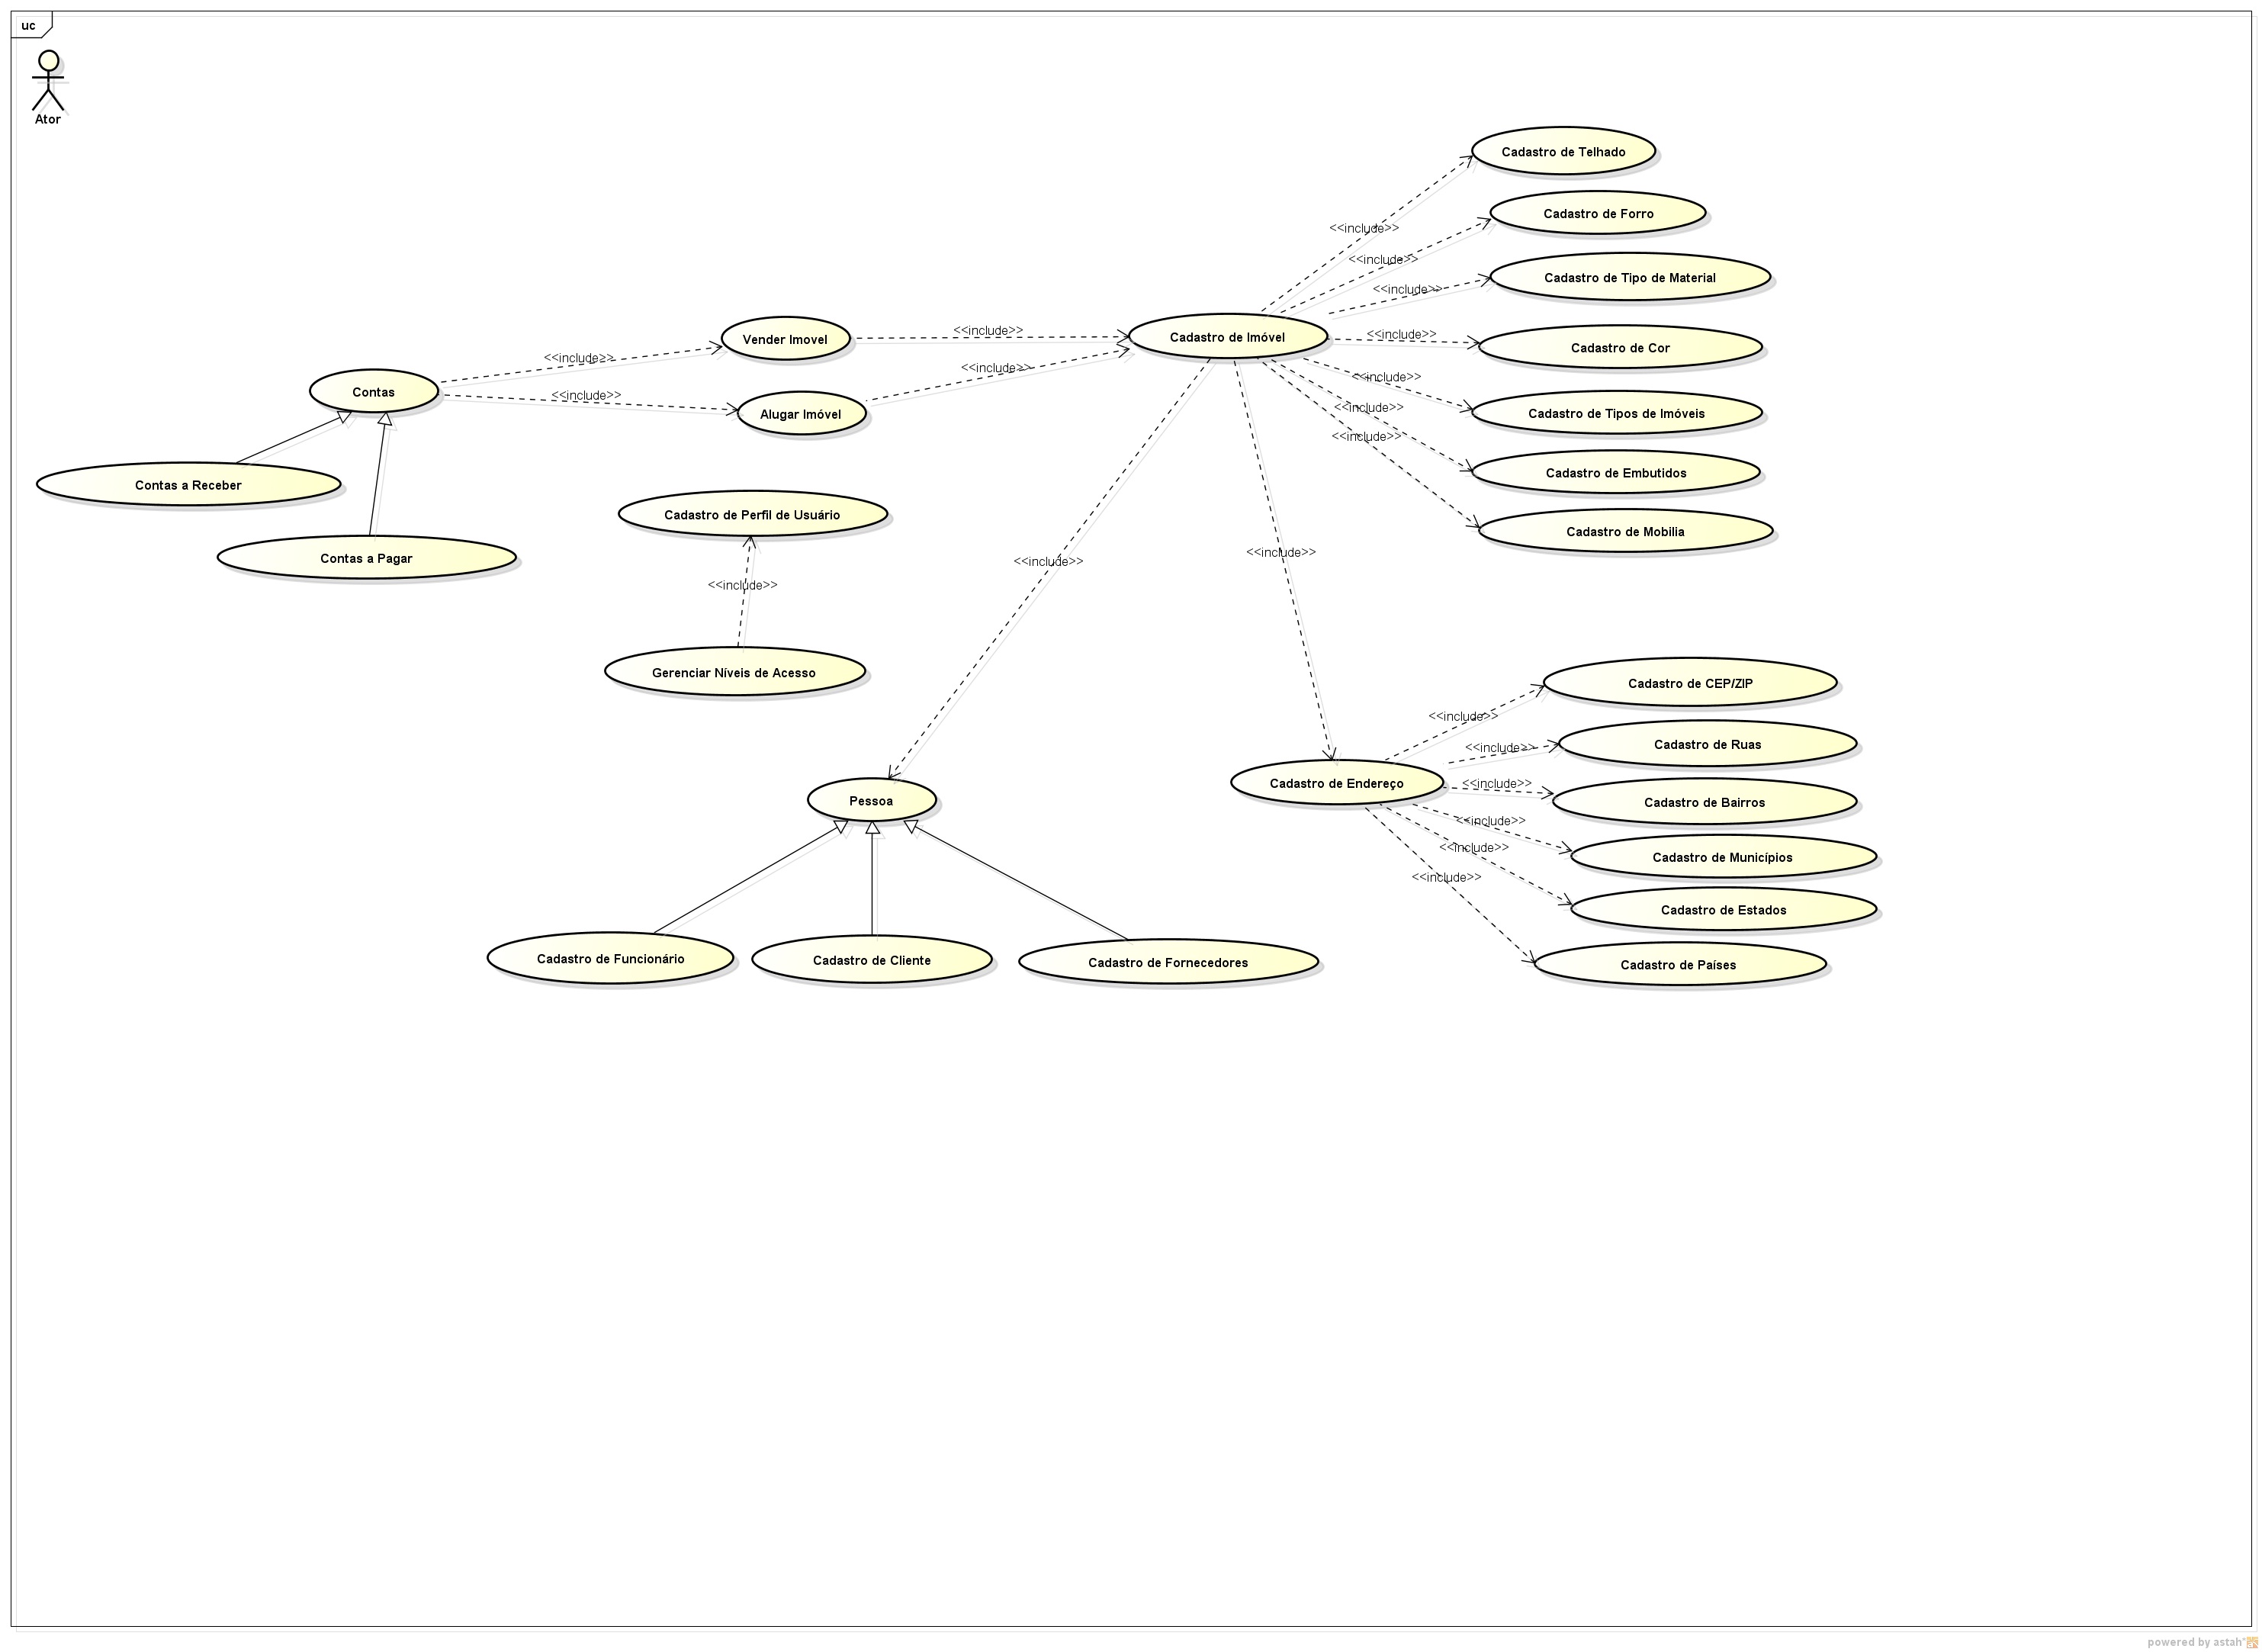 uc
Ator
Cadastro de Telhado
<<include>>
Cadastro de Forro
<<include>>
Cadastro de Tipo de Material
<<include>>
Vender Imovel
<<include>>
Cadastro de Imóvel
<<include>>
Cadastro de Cor
<<include>>
<<include>>
<<include>>
Contas
<<include>>
Alugar Imóvel
<<include>>
Cadastro de Tipos de Imóveis
<<include>>
Contas a Receber
Cadastro de Embutidos
Cadastro de Perfil de Usuário
Cadastro de Mobilia
Contas a Pagar
<<include>>
<<include>>
<<include>>
Gerenciar Níveis de Acesso
Cadastro de CEP/ZIP
<<include>>
<<include>>
Cadastro de Ruas
Pessoa
Cadastro de Endereço
<<include>>
Cadastro de Bairros
<<include>>
<<include>>
Cadastro de Municípios
<<include>>
Cadastro de Estados
Cadastro de Funcionário
Cadastro de Cliente
Cadastro de Fornecedores
Cadastro de Países
powered by astah*